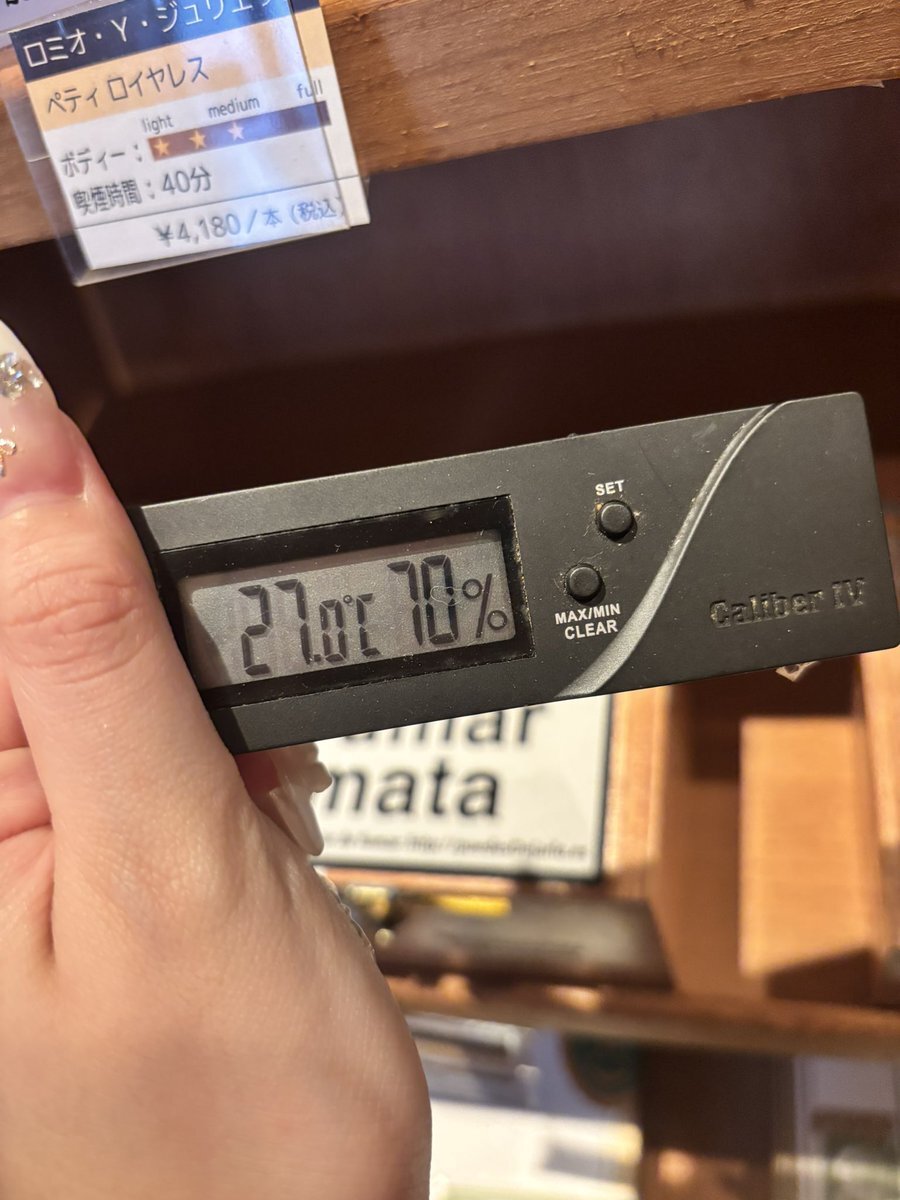 ロミオ・Y・ジュリエッ
ペティ ロイヤレス
light medium full
ボディー：
喫煙時間：40分
¥4,180／本（税込）
SET
27.0℃ 70%
MAX/MIN
CLEAR
Caliber IV
mata